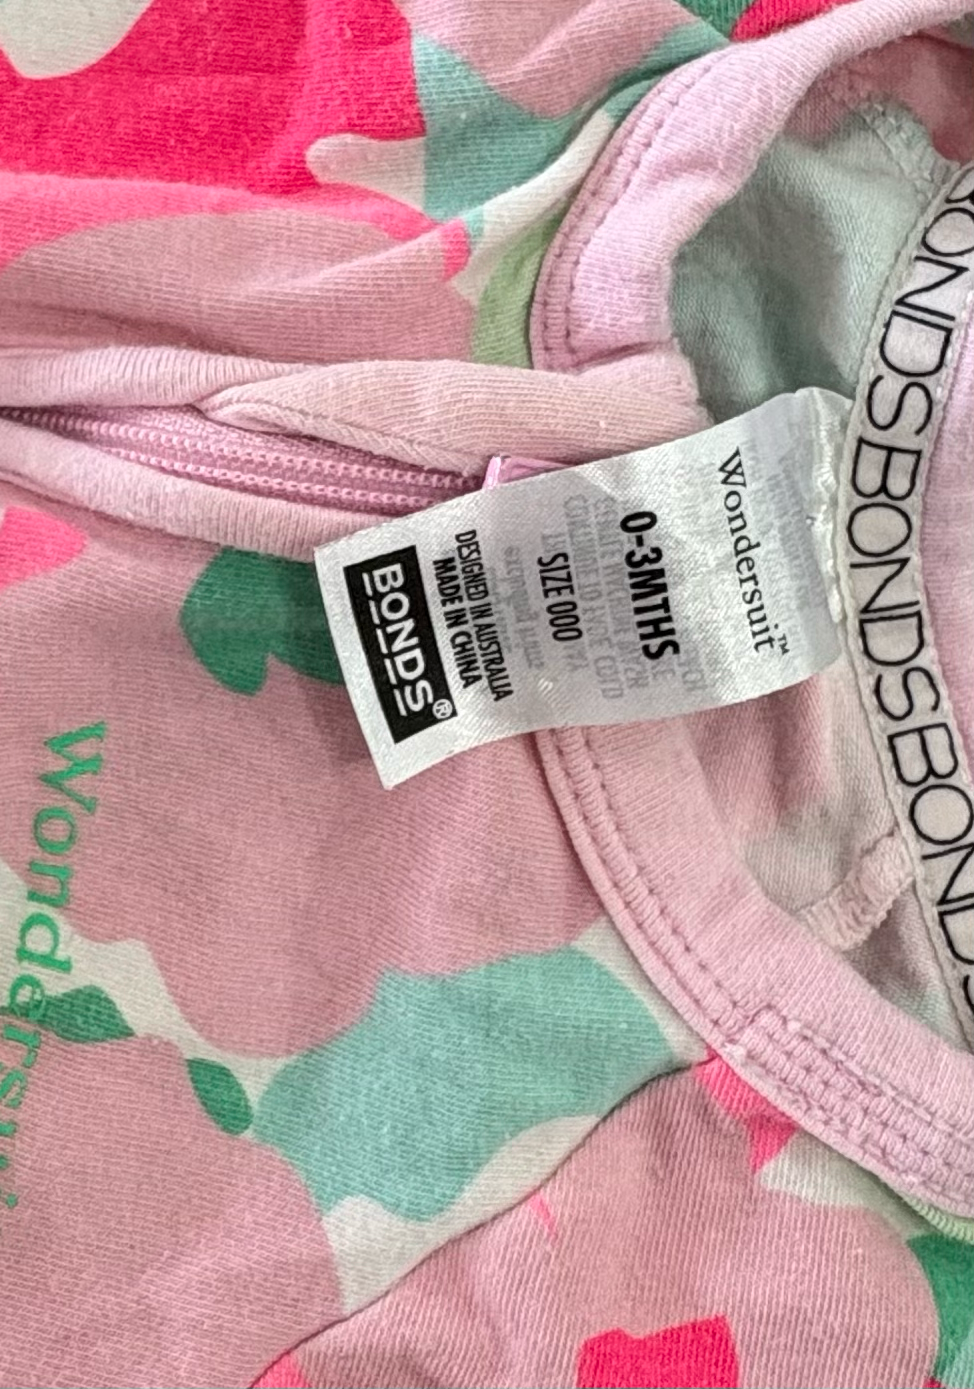 Wondersuit™
0-3MTHS
SIZE 000
DESIGNED IN AUSTRALIA
MADE IN CHINA
BONDS®
BONDSBONDSBONDS
Wondersuit